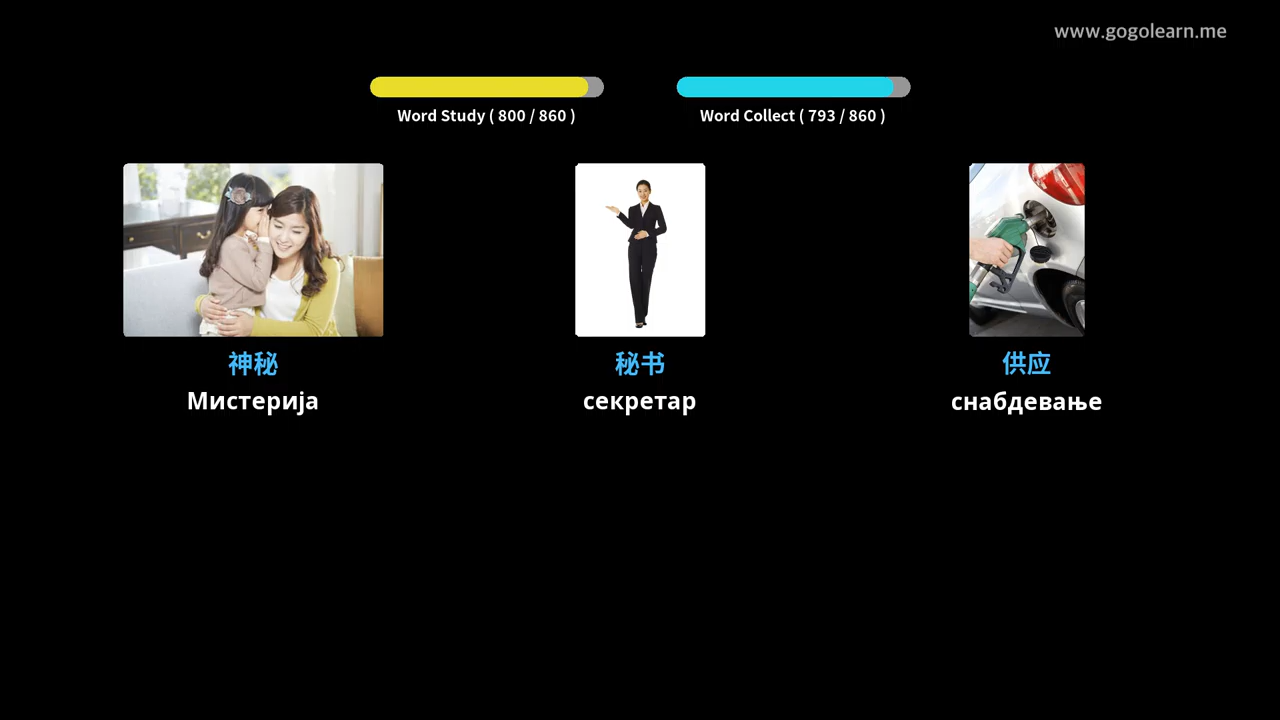 www.gogolearn.me
Word Study ( 800 / 860 )
Word Collect ( 793 / 860 )
神秘
秘书
供应
Мистерија
секретар
снабдевање